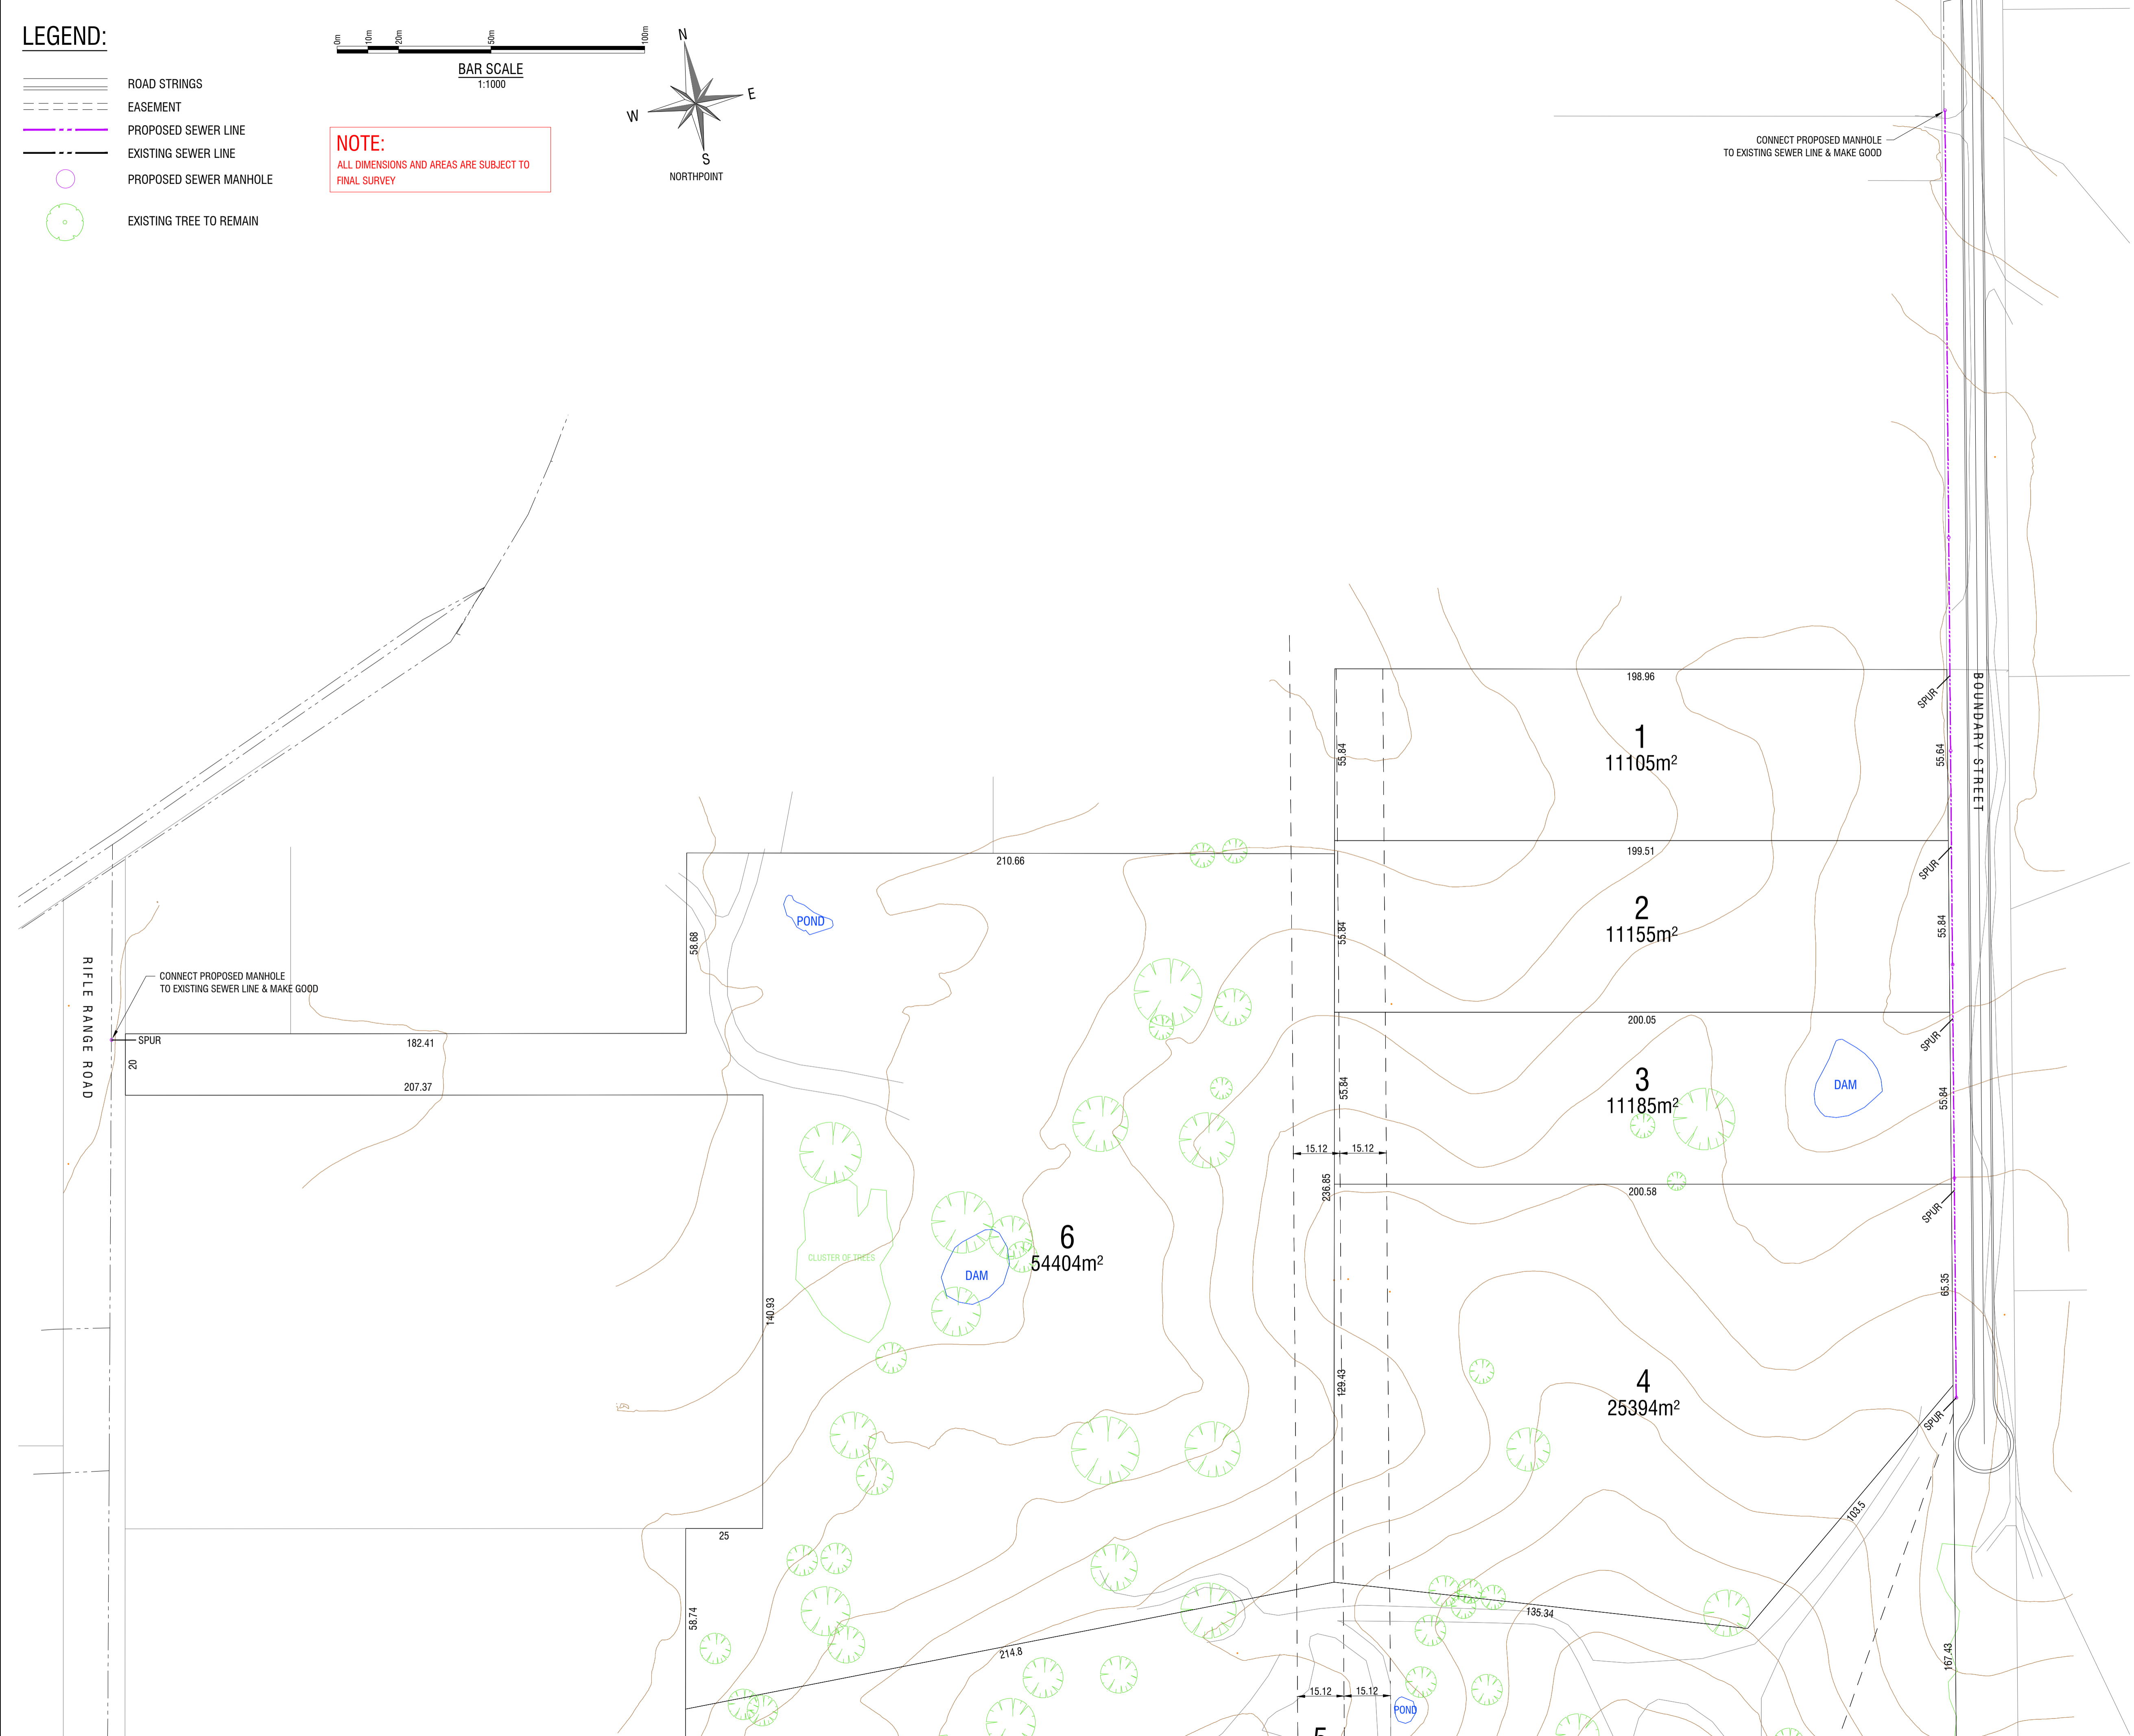 LEGEND:
ROAD STRINGS
EASEMENT
PROPOSED SEWER LINE
EXISTING SEWER LINE
PROPOSED SEWER MANHOLE
EXISTING TREE TO REMAIN
0m
10m
20m
50m
100m
BAR SCALE
1:1000
NOTE:
ALL DIMENSIONS AND AREAS ARE SUBJECT TO
FINAL SURVEY
N
E
W
S
NORTHPOINT
CONNECT PROPOSED MANHOLE
TO EXISTING SEWER LINE & MAKE GOOD
198.96
SPUR
BOUNDARY STREET
1
11105m²
55.84
55.64
199.51
SPUR
210.66
2
11155m²
55.84
55.84
POND
58.68
RIFLE RANGE ROAD
CONNECT PROPOSED MANHOLE
TO EXISTING SEWER LINE & MAKE GOOD
SPUR
182.41
20
207.37
200.05
SPUR
3
11185m²
55.84
55.84
DAM
15.12
15.12
236.85
200.58
SPUR
6
54404m²
CLUSTER OF TREES
DAM
140.93
65.35
129.43
4
25394m²
SPUR
103.5
25
58.74
135.34
214.8
167.43
15.12
15.12
POND
5